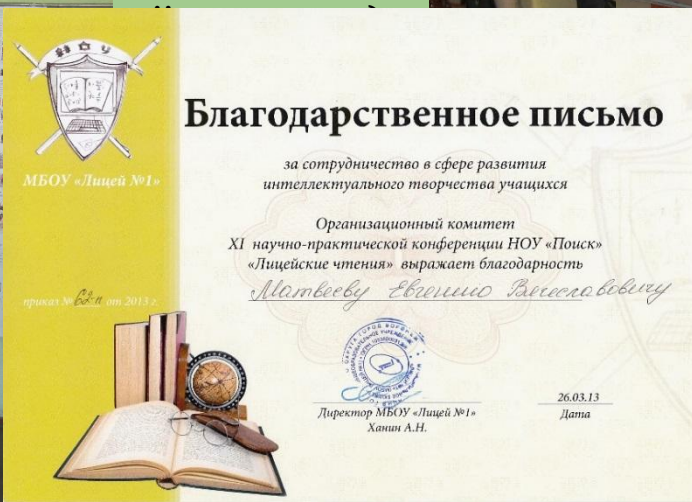 Благодарственное письмо
МБОУ «Лицей №1»
за сотрудничество в сфере развития
интеллектуального творчества учащихся
Организационный комитет
XI научно-практической конференции НОУ «Поиск»
«Лицейские чтения» выражает благодарность
Матвееву Евгению Вячеславовичу
приказ № 62-п от 2013 г.
26.03.13
Директор МБОУ «Лицей №1»
Ханин А.Н.
Дата